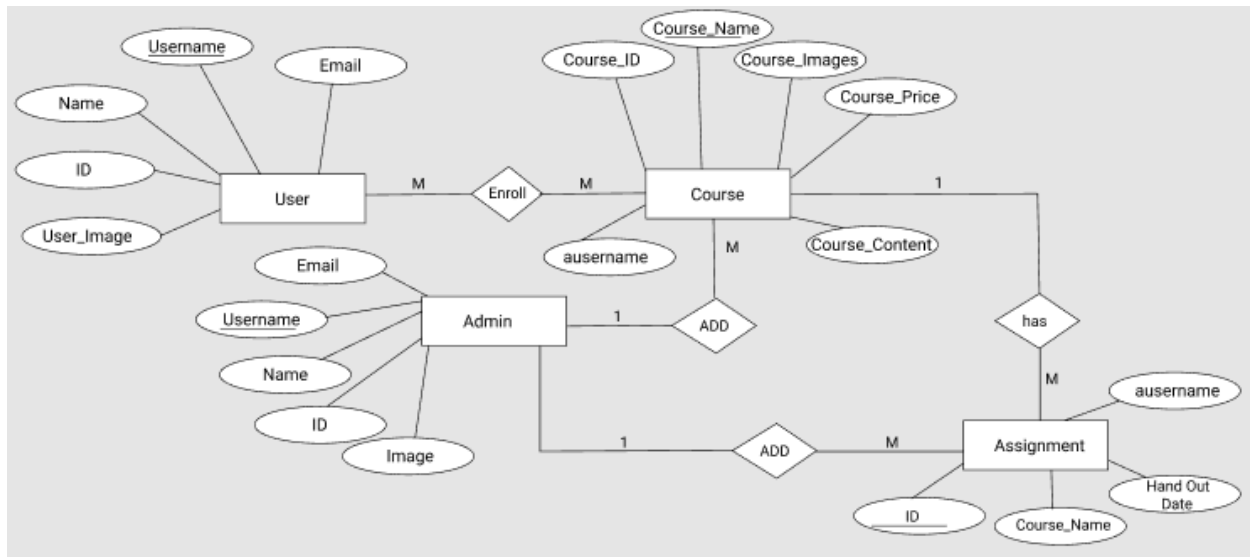 Course_Name
Username
Course_ID
Course_Images
Email
Name
Course_Price
ID
User
M
Enroll
M
Course
1
User_Image
ausername
M
Course_Content
Email
Username
Admin
1
ADD
has
Name
M
ausername
ID
Image
1
ADD
M
Assignment
Hand Out
Date
ID
Course_Name